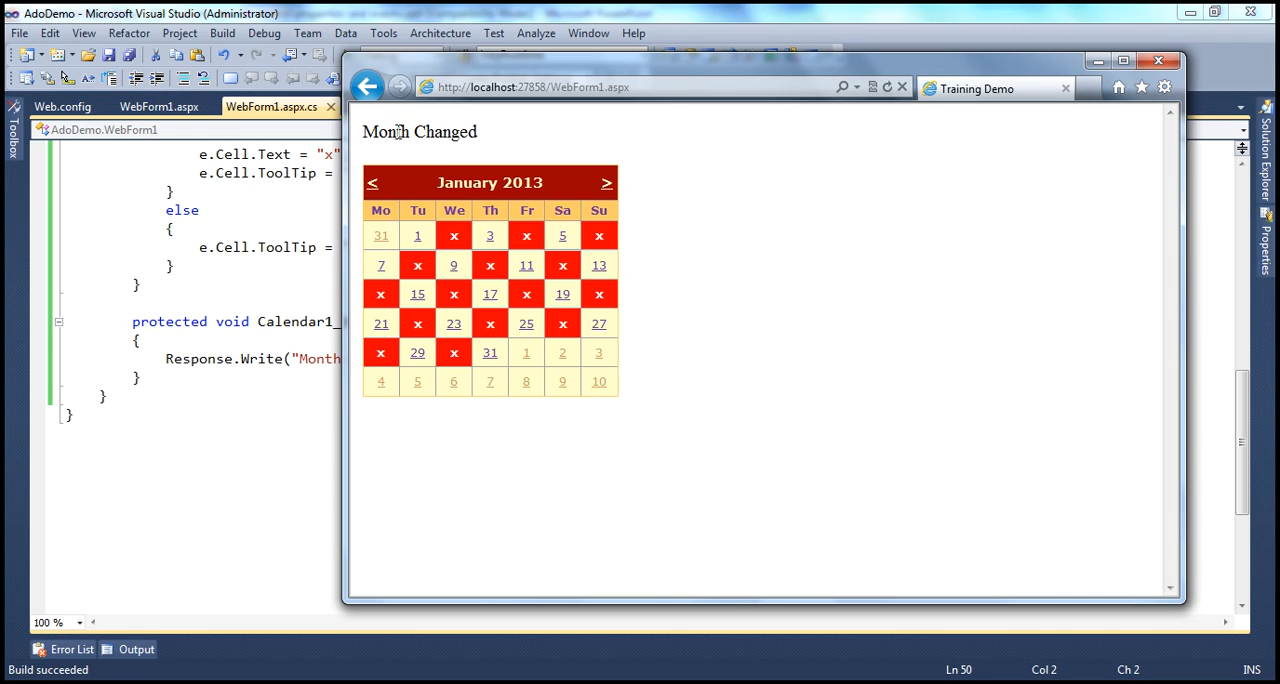 AdoDemo - Microsoft Visual Studio (Administrator)
File Edit View Refactor Project Build Debug Team Data Tools Architecture Test Analyze Window Help
Web.config WebForm1.aspx WebForm1.aspx.cs
AdoDemo.WebForm1
Toolbox
e.Cell.Text = "x"
e.Cell.ToolTip =
}
else
{
e.Cell.ToolTip =
}
}
protected void Calendar1_
{
Response.Write("Month
}
}
}
http://localhost:27858/WebForm1.aspx
Training Demo
Month Changed
< January 2013 >
Mo Tu We Th Fr Sa Su
31 1 x 3 x 5 x
7 x 9 x 11 x 13
x 15 x 17 x 19 x
21 x 23 x 25 x 27
x 29 x 31 1 2 3
4 5 6 7 8 9 10
Solution Explorer
Properties
100 %
Error List Output
Build succeeded Ln 50 Col 2 Ch 2 INS